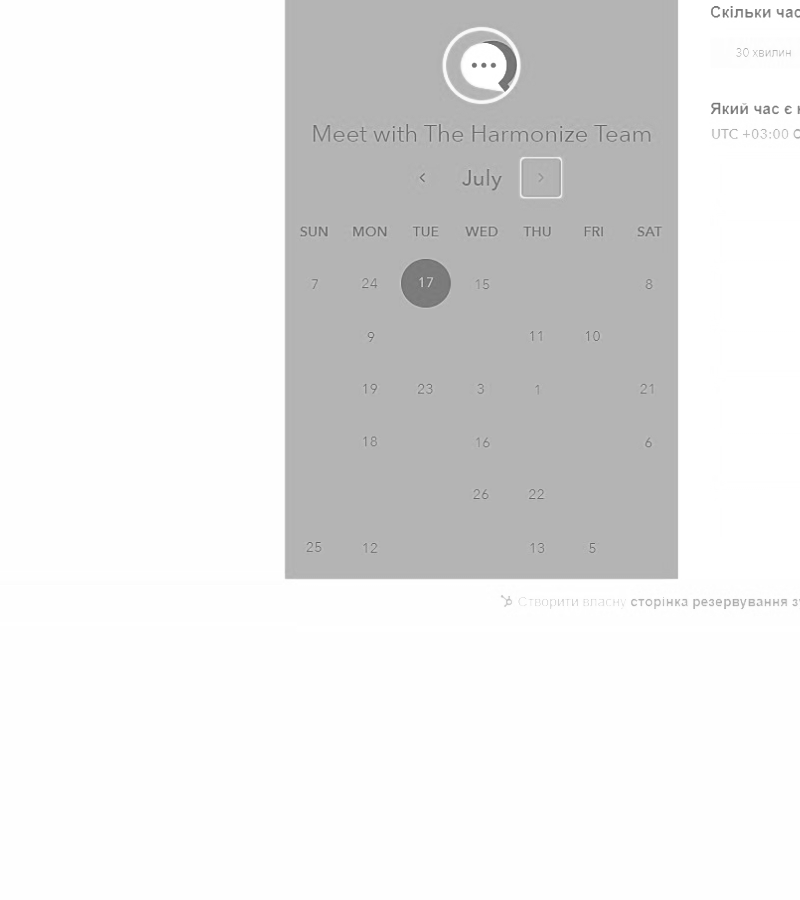 Скільки час
30 хвилин
Meet with The Harmonize Team
Який час є
UTC +03:00
July
SUN MON TUE WED THU FRI SAT
7 24 17 15 8
9 11 10
19 23 3 1 21
18 16 6
26 22
25 12 13 5
Створити власну сторінка резервування з